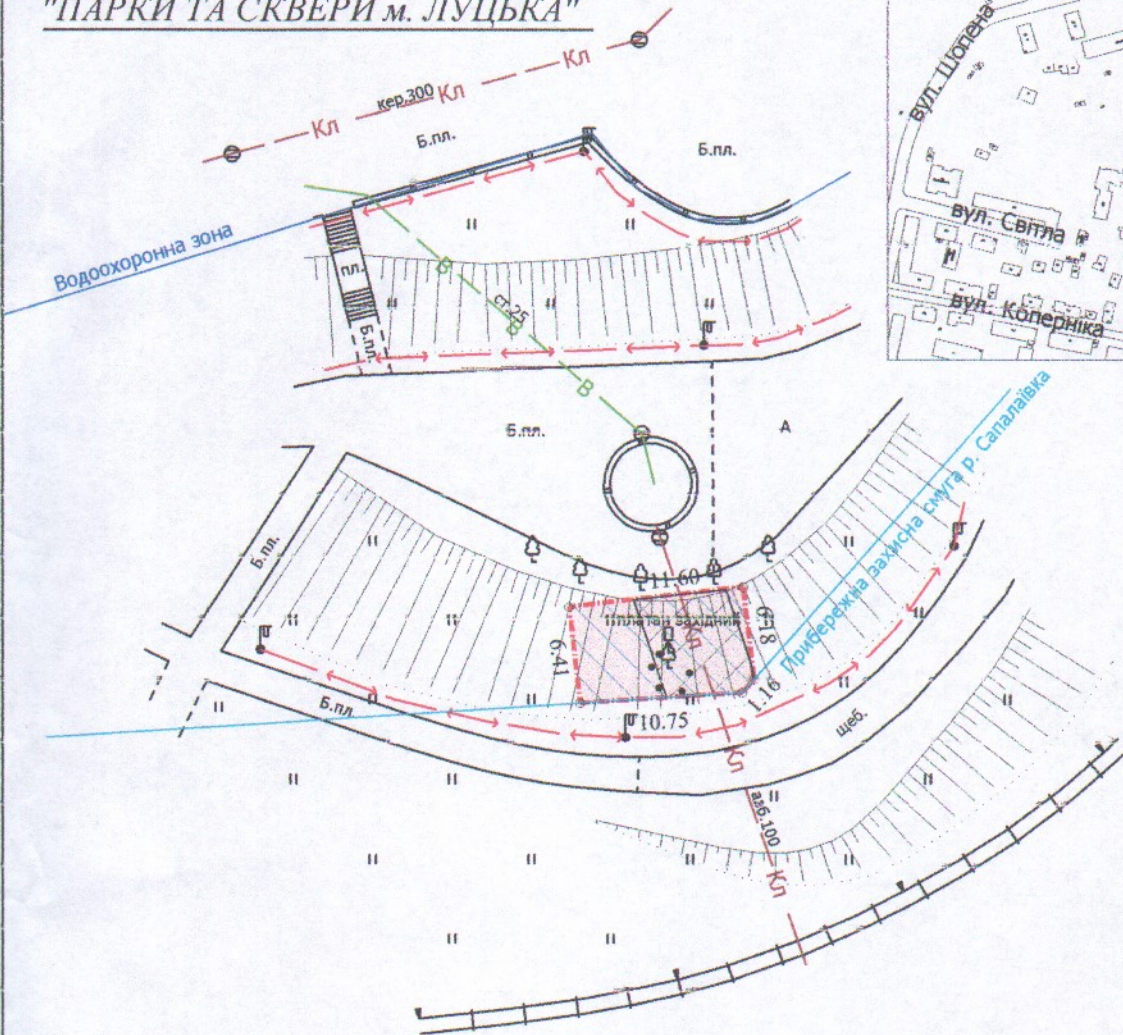 "ПАРКИ ТА СКВЕРИ м. ЛУЦЬКА"
вул. Шопена
вул. Світла
вул. Коперніка
Кл
Кл
кер.300
Кл
Б.пл.
Б.пл.
Водоохоронна зона
пл.
Б.пл.
В
ст.25
В
В
Б.пл.
А
Прибережна захисна смуга р. Сапалаївка
Б.пл.
11.60
платан західний
6.18
6.41
Кл
1.16
10.75
Б.пл.
щеб.
Кл
азб.100
Кл